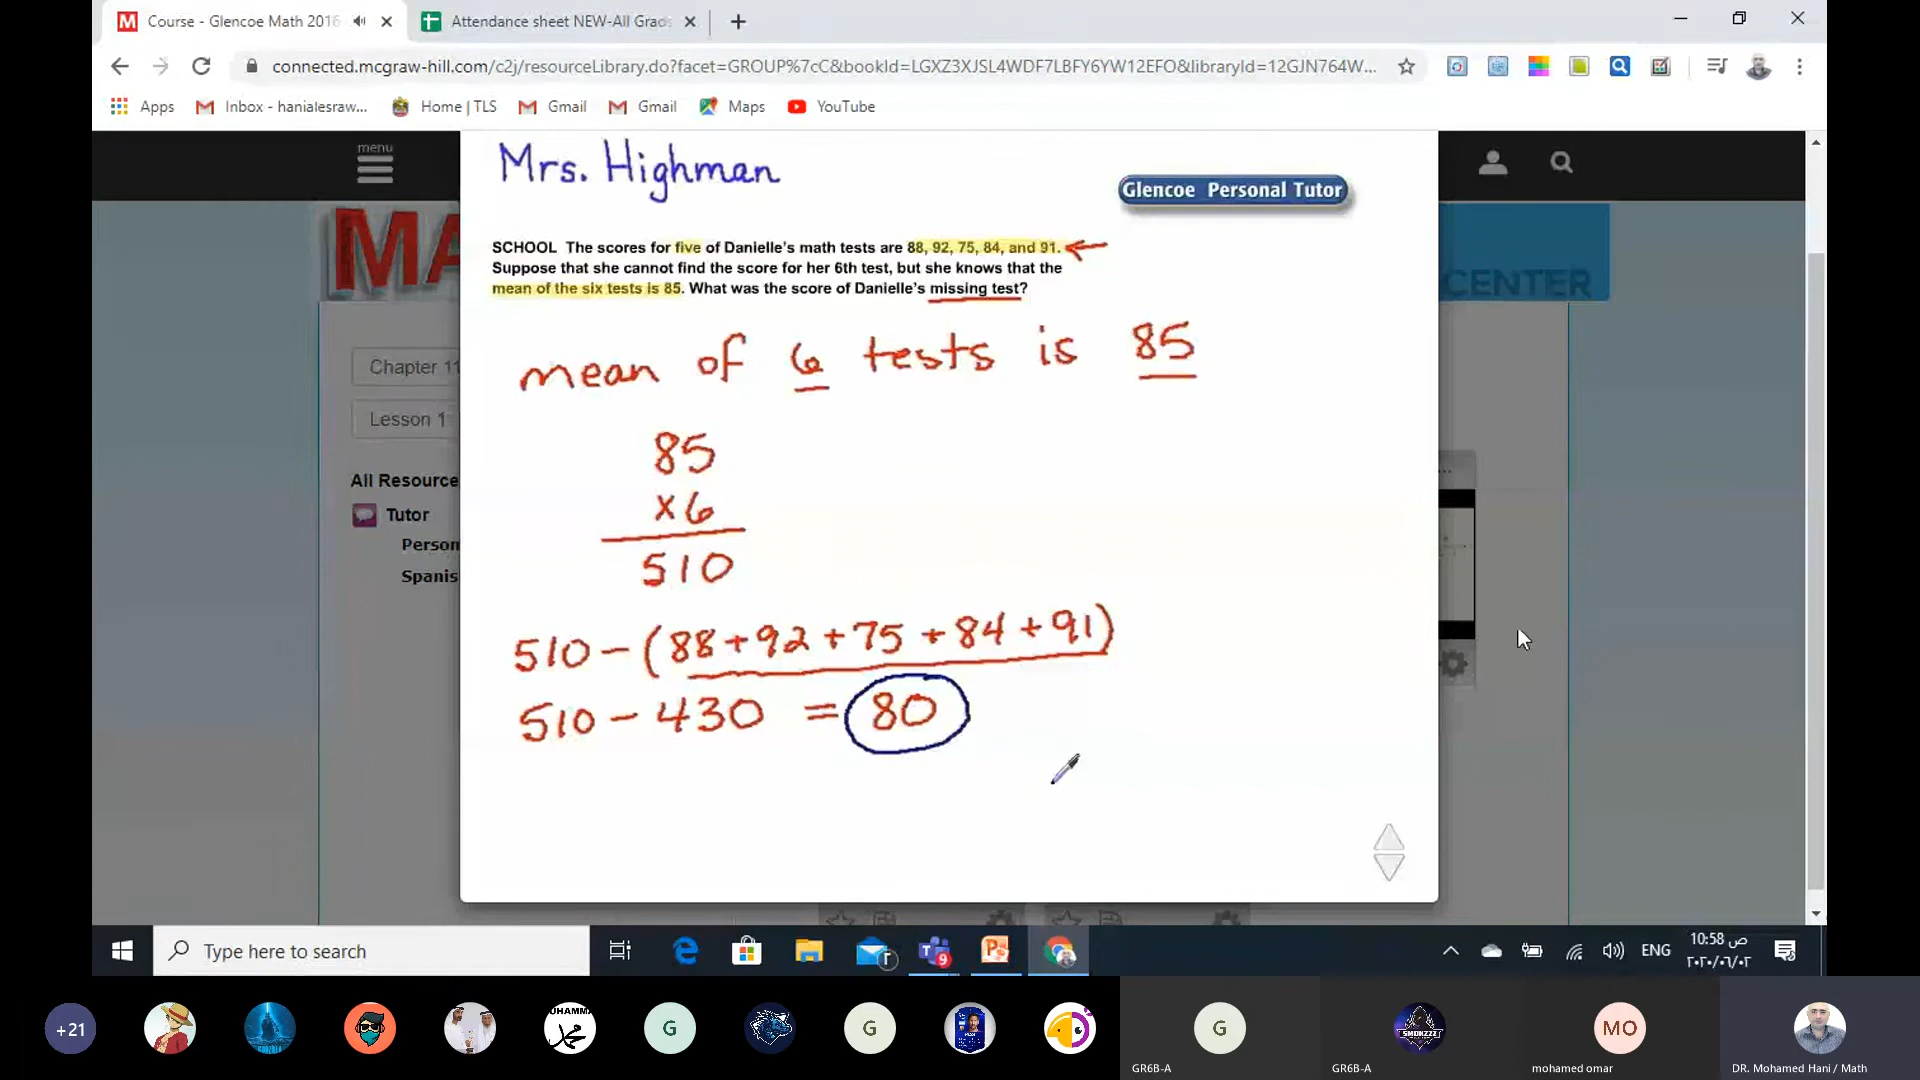 Course - Glencoe Math 2016
Attendance sheet NEW-All Grad
connected.mcgraw-hill.com/c2j/resourceLibrary.do?facet=GROUP%7cC&bookId=LGXZ3XJSL4WDF7LBFY6YW12EFO&libraryId=12GJN764W...
Apps
Inbox - hanialesraw...
Home | TLS
Gmail
Gmail
Maps
YouTube
menu
Mrs. Highman
Glencoe Personal Tutor
MA
CENTER
SCHOOL The scores for five of Danielle's math tests are 88, 92, 75, 84, and 91.
Suppose that she cannot find the score for her 6th test, but she knows that the
mean of the six tests is 85. What was the score of Danielle's missing test?
mean of 6 tests is 85
Chapter 11
Lesson 1
All Resource
Tutor
Person
Spanis
85
x6
510
510-(88+92+75+84+91)
510-430 = 80
Type here to search
9
ENG
10:58 ص
٢٠٢٠/٠٦/٠٢
+21
G
G
G
MO
GR6B-A
GR6B-A
mohamed omar
DR. Mohamed Hani / Math